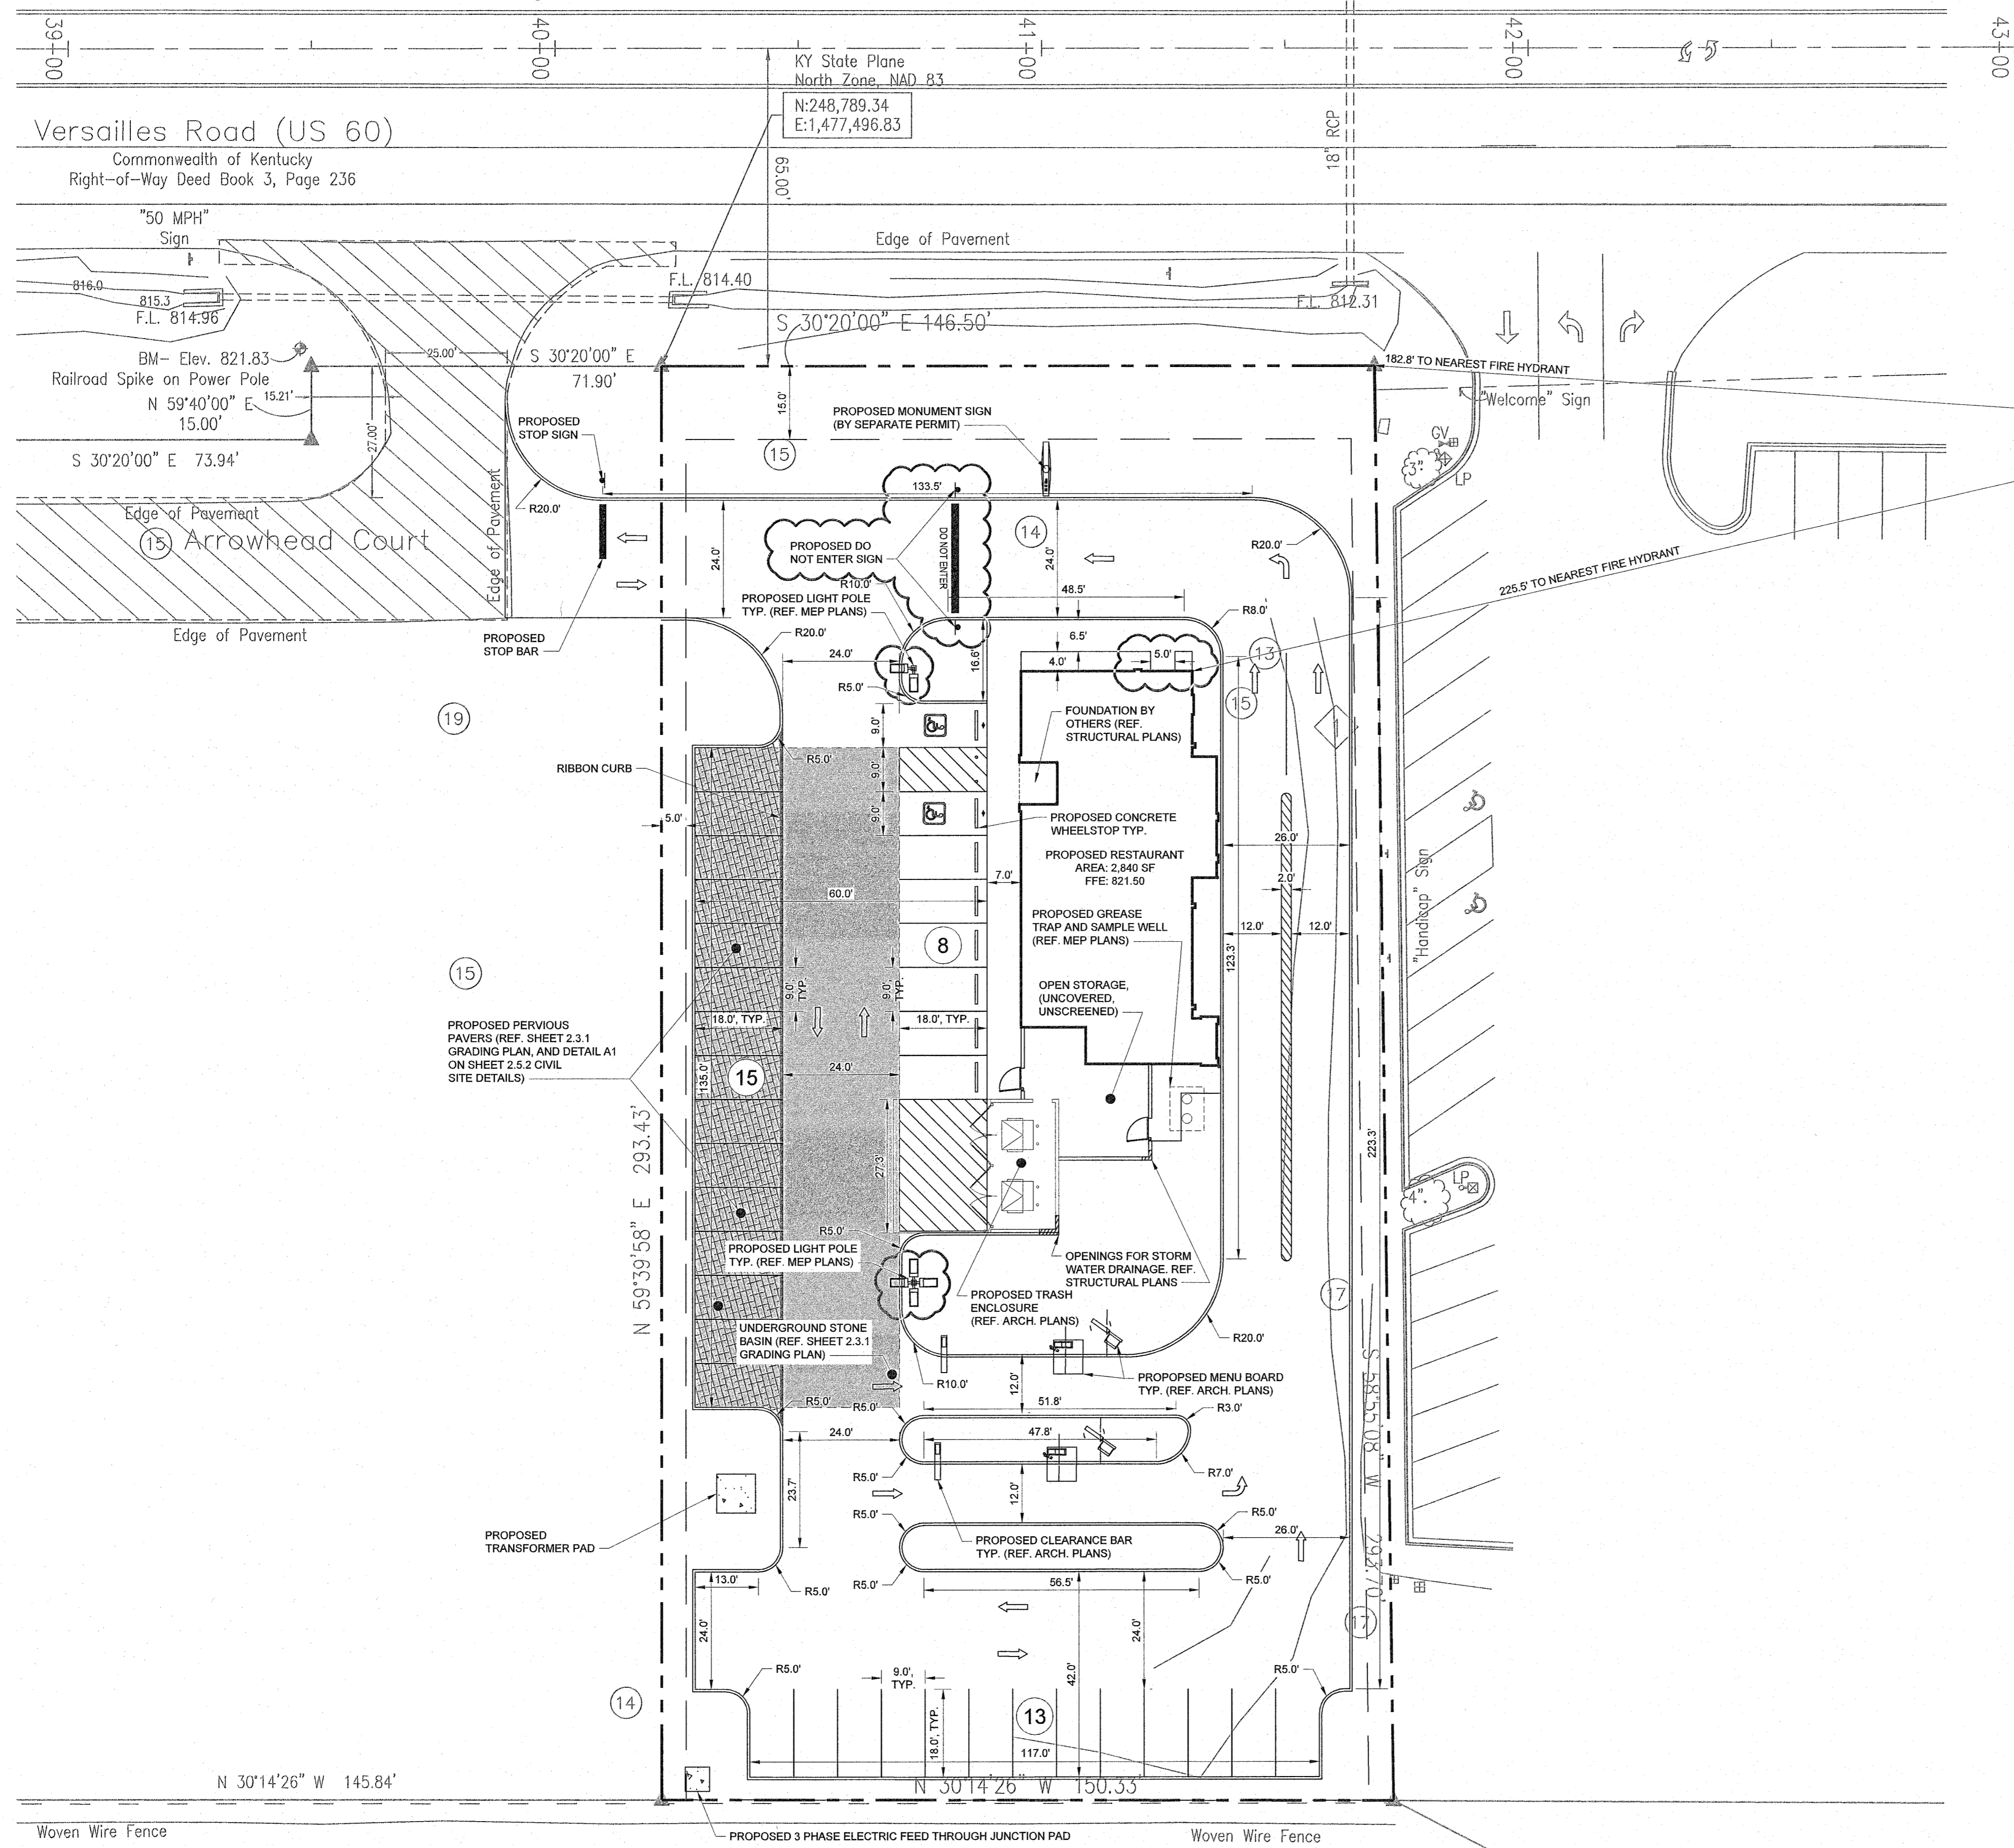 39+00
40+00
41+00
42+00
43+00
KY State Plane
North Zone, NAD 83
N:248,789.34
E:1,477,496.83
Versailles Road (US 60)
Commonwealth of Kentucky
Right-of-Way Deed Book 3, Page 236
65.00'
18" RCP
"50 MPH"
Sign
Edge of Pavement
816.0
815.3
F.L. 814.96
F.L. 814.40
F.L. 812.31
S 30°20'00" E 146.50'
BM- Elev. 821.83
Railroad Spike on Power Pole
N 59°40'00" E
15.00'
15.21'
25.00'
27.00'
S 30°20'00" E
71.90'
15.0'
182.8' TO NEAREST FIRE HYDRANT
"Welcome" Sign
S 30°20'00" E 73.94'
PROPOSED
STOP SIGN
PROPOSED MONUMENT SIGN
(BY SEPARATE PERMIT)
15
GV
3"
LP
133.5'
R20.0'
Edge of Pavement
Edge of Pavement
15
Arrowhead Court
24.0'
PROPOSED DO
NOT ENTER SIGN
DO NOT ENTER
14
24.0'
R20.0'
225.5' TO NEAREST FIRE HYDRANT
R10.0'
48.5'
PROPOSED LIGHT POLE
TYP. (REF. MEP PLANS)
R8.0'
Edge of Pavement
PROPOSED
STOP BAR
R20.0'
24.0'
16.6'
6.5'
4.0'
5.0'
13
R5.0'
15
19
9.0'
FOUNDATION BY
OTHERS (REF.
STRUCTURAL PLANS)
1
RIBBON CURB
R5.0'
9.0'
9.0'
5.0'
PROPOSED CONCRETE
WHEELSTOP TYP.
26.0'
PROPOSED RESTAURANT
AREA: 2,840 SF
FFE: 821.50
60.0'
7.0'
2.0'
"Handicap" Sign
PROPOSED GREASE
TRAP AND SAMPLE WELL
(REF. MEP PLANS)
12.0'
12.0'
8
123.3'
15
9.0',
TYP.
9.0',
TYP.
OPEN STORAGE,
(UNCOVERED,
UNSCREENED)
18.0', TYP.
18.0', TYP.
PROPOSED PERVIOUS
PAVERS (REF. SHEET 2.3.1
GRADING PLAN, AND DETAIL A1
ON SHEET 2.5.2 CIVIL
SITE DETAILS)
135.0'
15
24.0'
N 59°39'58" E 293.43'
27.3'
223.3'
LP
4"
R5.0'
PROPOSED LIGHT POLE
TYP. (REF. MEP PLANS)
OPENINGS FOR STORM
WATER DRAINAGE. REF.
STRUCTURAL PLANS
17
PROPOSED TRASH
ENCLOSURE
(REF. ARCH. PLANS)
UNDERGROUND STONE
BASIN (REF. SHEET 2.3.1
GRADING PLAN)
R20.0'
R10.0'
12.0'
PROPOPSED MENU BOARD
TYP. (REF. ARCH. PLANS)
R5.0'
R5.0'
51.8'
R3.0'
24.0'
47.8'
S 58°55'08" W 293.70'
R5.0'
R7.0'
23.7'
12.0'
R5.0'
R5.0'
PROPOSED
TRANSFORMER PAD
PROPOSED CLEARANCE BAR
TYP. (REF. ARCH. PLANS)
26.0'
13.0'
R5.0'
R5.0'
56.5'
R5.0'
24.0'
24.0'
17
42.0'
R5.0'
9.0',
TYP.
R5.0'
14
18.0', TYP.
13
117.0'
N 30°14'26" W 145.84'
N 30°14'26" W 150.33'
Woven Wire Fence
PROPOSED 3 PHASE ELECTRIC FEED THROUGH JUNCTION PAD
Woven Wire Fence